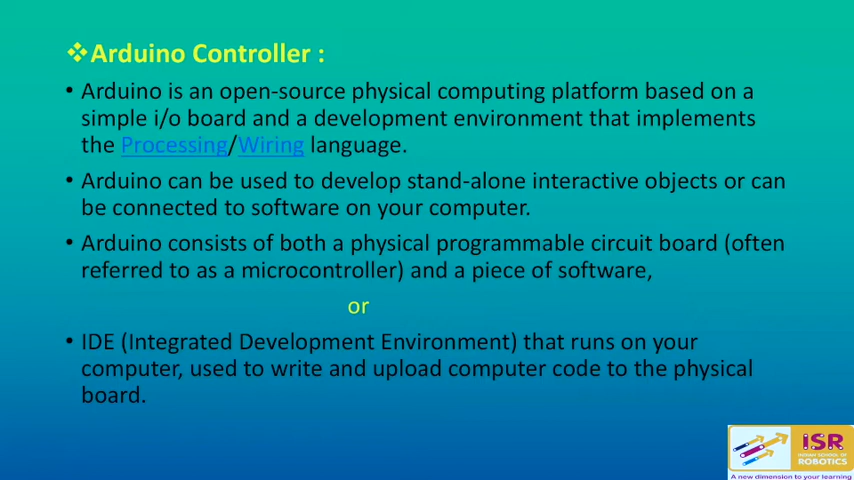 ❖Arduino Controller :
• Arduino is an open-source physical computing platform based on a
simple i/o board and a development environment that implements
the Processing/Wiring language.
• Arduino can be used to develop stand-alone interactive objects or can
be connected to software on your computer.
• Arduino consists of both a physical programmable circuit board (often
referred to as a microcontroller) and a piece of software,
or
• IDE (Integrated Development Environment) that runs on your
computer, used to write and upload computer code to the physical
board.
ISR
INDIAN SCHOOL OF
ROBOTICS
A new dimension to your learning